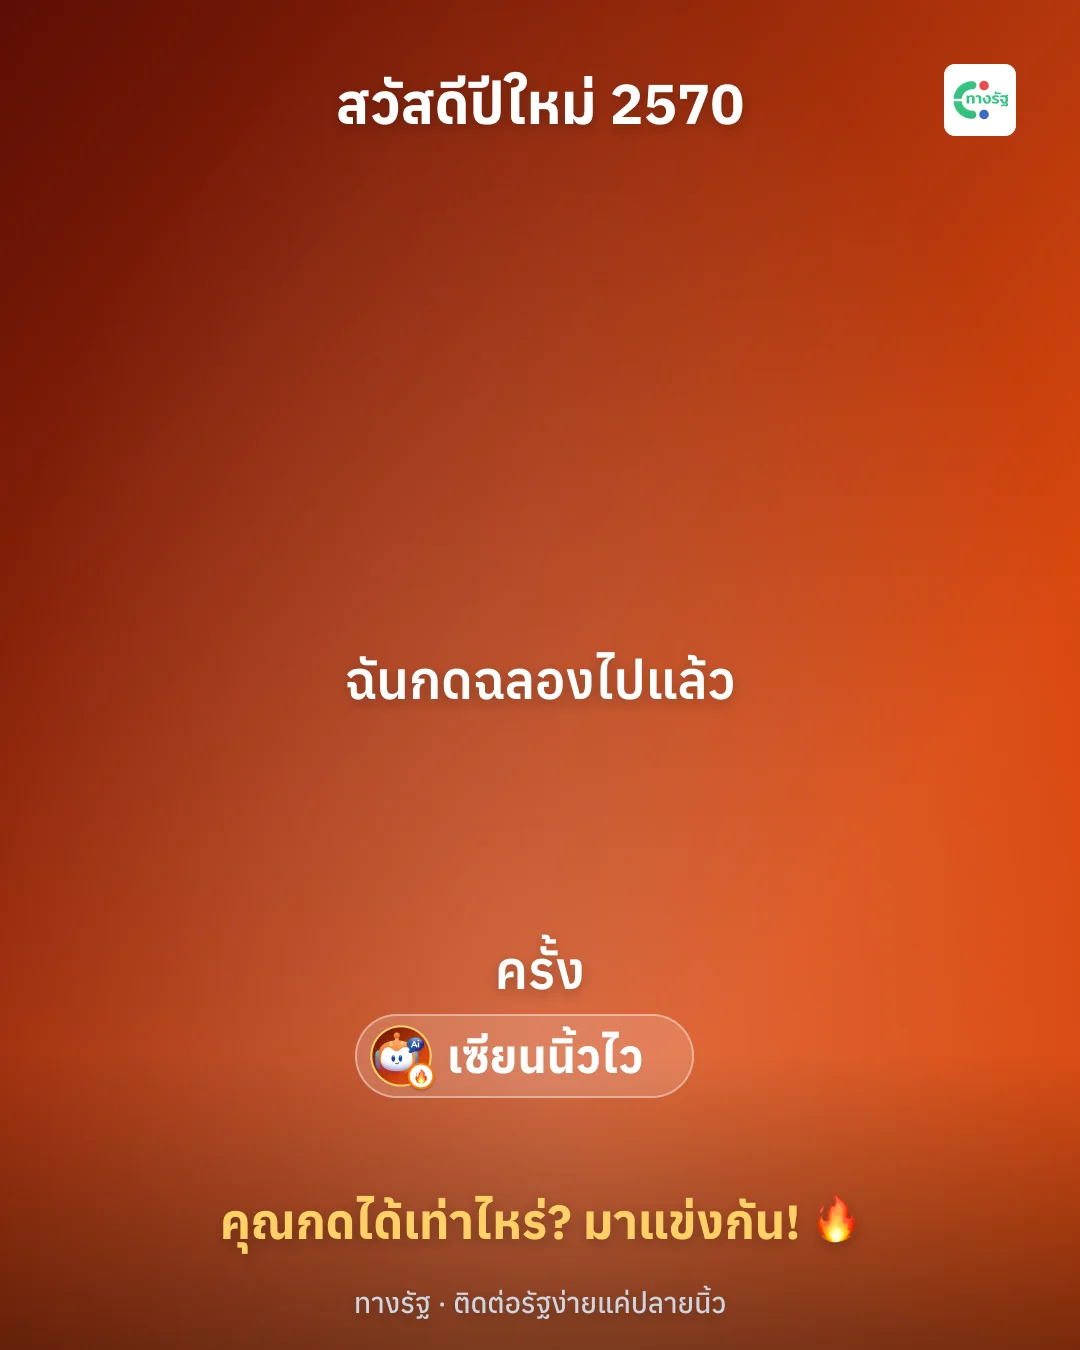 สวัสดีปีใหม่ 2570
ทางรัฐ
ฉันกดฉลองไปแล้ว
ครั้ง
Ai
เซียนนิ้วไว
คุณกดได้เท่าไหร่? มาแข่งกัน! 🔥
ทางรัฐ · ติดต่อรัฐง่ายแค่ปลายนิ้ว